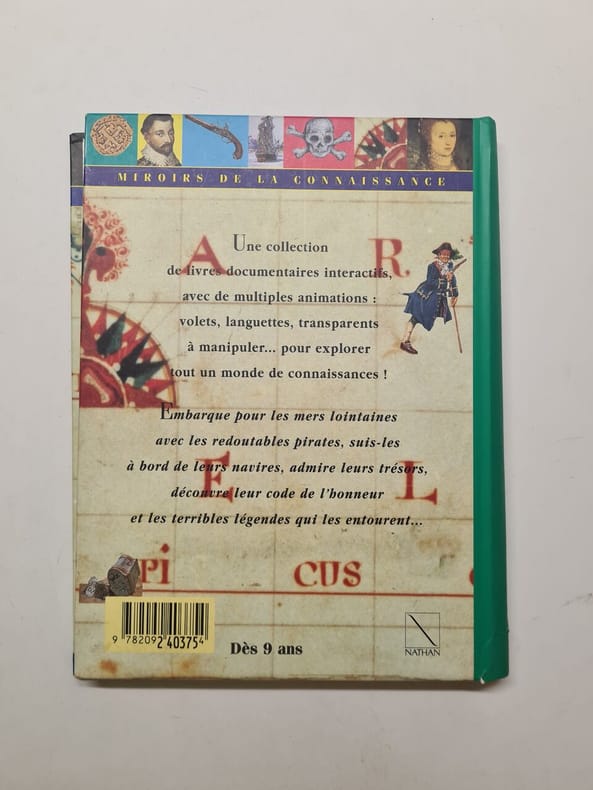 MIROIRS DE LA CONNAISSANCE
A R
Une collection
de livres documentaires interactifs,
avec de multiples animations :
volets, languettes, transparents
à manipuler... pour explorer
tout un monde de connaissances !
Embarque pour les mers lointaines
avec les redoutables pirates, suis-les
à bord de leurs navires, admire leurs trésors,
E L
découvre leur code de l'honneur
et les terribles légendes qui les entourent...
PI CUS
9 782092 403754
Dès 9 ans
NATHAN